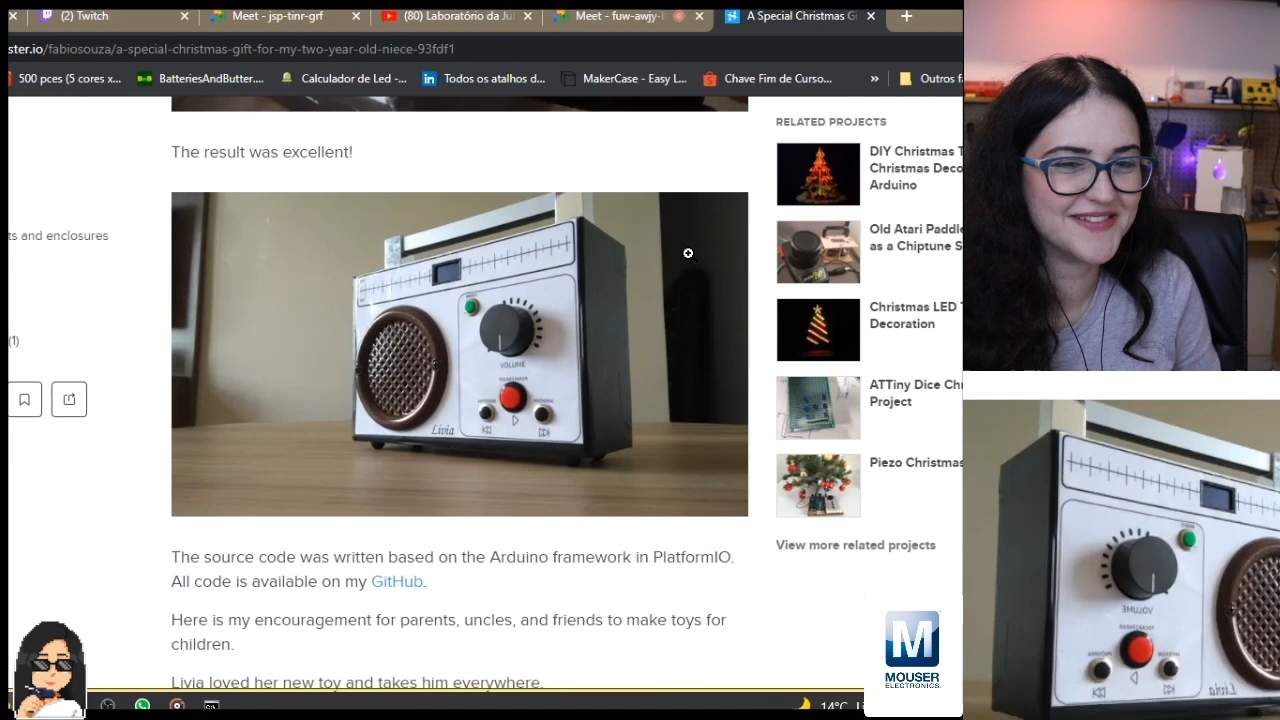 (2) Twitch
Meet - jsp-tinr-grf
(80) Laboratório da Ju
Meet - fuw-awjy-
A Special Christmas Gi
ster.io/fabiosouza/a-special-christmas-gift-for-my-two-year-old-niece-93fdf1
500 pces (5 cores x...
BatteriesAndButter....
Calculador de Led -...
Todos os atalhos d...
MakerCase - Easy L...
Chave Fim de Curso...
»
Outros f
The result was excellent!
RELATED PROJECTS
DIY Christmas T
Christmas Deco
Arduino
ts and enclosures
Old Atari Paddle
as a Chiptune S
Christmas LED T
Decoration
(1)
ATTiny Dice Chr
Project
Piezo Christmas
View more related projects
VOLUME
Livia
The source code was written based on the Arduino framework in PlatformIO.
All code is available on my GitHub.
Here is my encouragement for parents, uncles, and friends to make toys for
children.
Livia loved her new toy and takes him everywhere.
14°C
M
MOUSER
ELECTRONICS
VOLUME
Livia